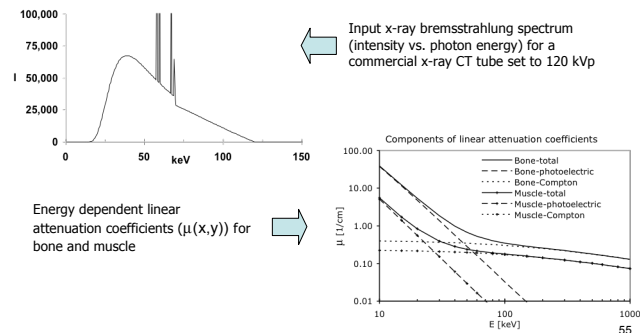 100,000
75,000
50,000
25,000
0
I
0 50 100 150
keV
Input x-ray bremsstrahlung spectrum
(intensity vs. photon energy) for a
commercial x-ray CT tube set to 120 kVp
Energy dependent linear
attenuation coefficients (μ(x,y)) for
bone and muscle
Components of linear attenuation coefficients
100.00
10.00
1.00
0.10
0.01
μ [1/cm]
Bone-total
Bone-photoelectric
Bone-Compton
Muscle-total
Muscle-photoelectric
Muscle-Compton
10 100 1000
E [keV]
55